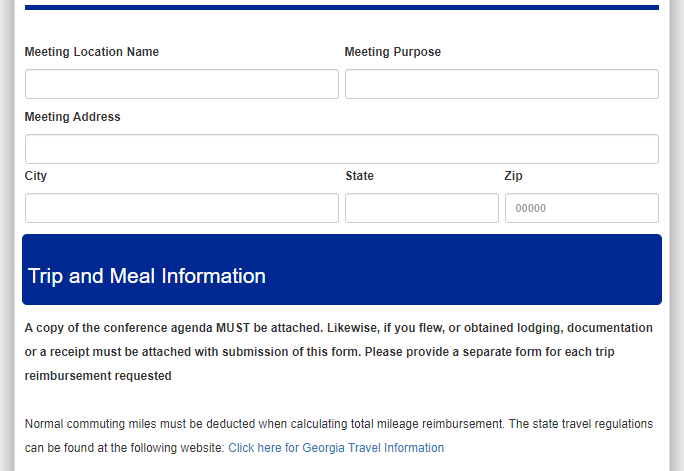 Meeting Location Name Meeting Purpose
Meeting Address
City State Zip
00000
Trip and Meal Information
A copy of the conference agenda MUST be attached. Likewise, if you flew, or obtained lodging, documentation
or a receipt must be attached with submission of this form. Please provide a separate form for each trip
reimbursement requested
Normal commuting miles must be deducted when calculating total mileage reimbursement. The state travel regulations
can be found at the following website: Click here for Georgia Travel Information